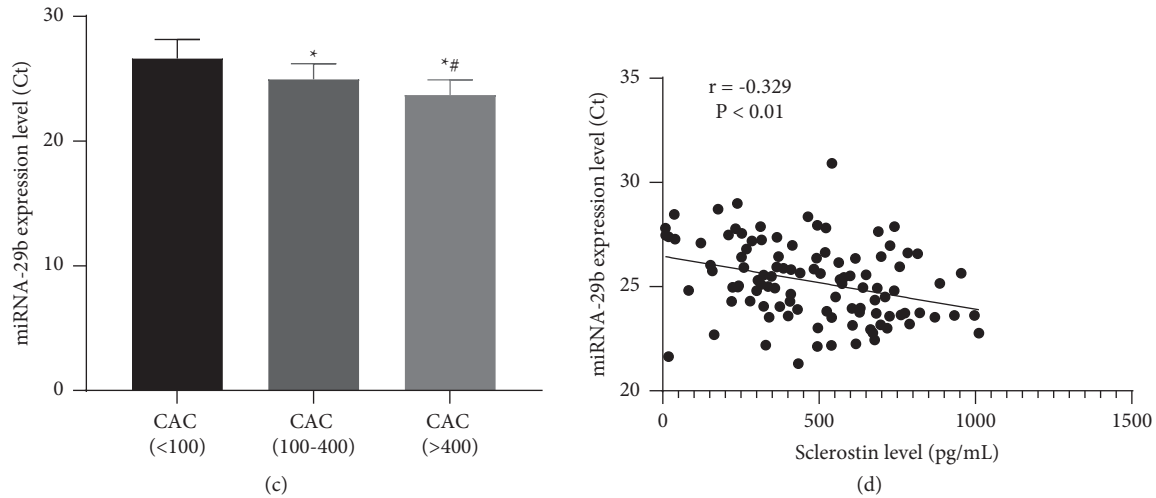 miRNA-29b expression level (Ct)
30
20
10
0
*
*#
CAC
(<100)
CAC
(100-400)
CAC
(>400)
(c)
miRNA-29b expression level (Ct)
35
30
25
20
r = -0.329
P < 0.01
0
500
1000
1500
Sclerostin level (pg/mL)
(d)